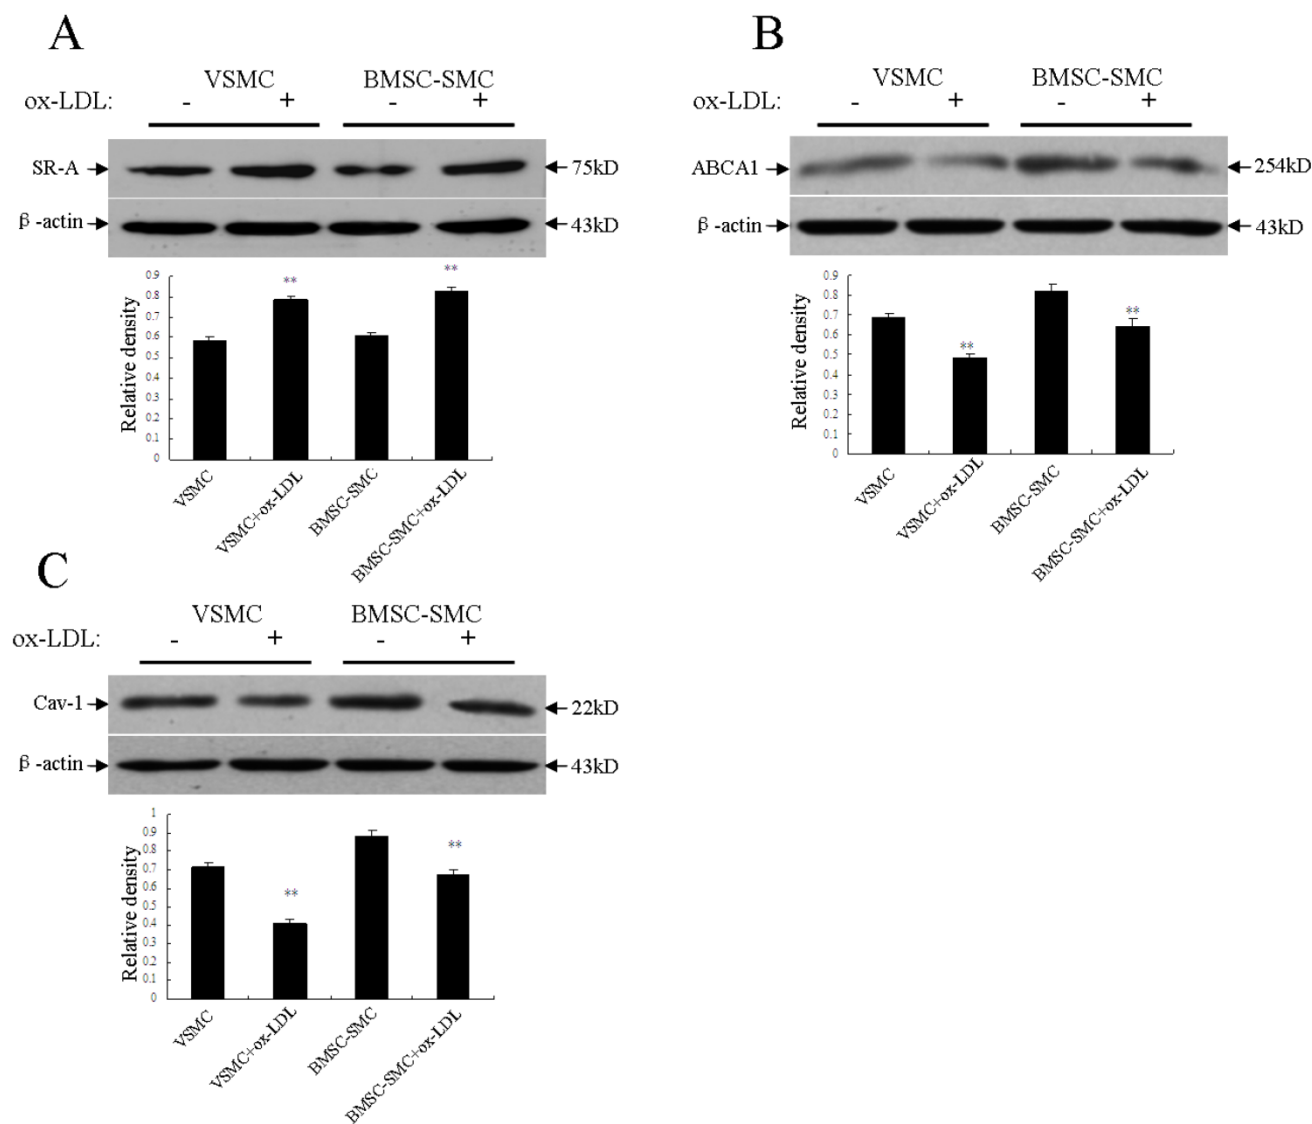 A
VSMC BMSC-SMC
ox-LDL: - + - +
SR-A 75kD
β-actin 43kD
Relative density
0.9
0.8
0.7
0.6
0.5
0.4
0.3
0.2
0.1
0
** **
VSMC
VSMC+ox-LDL
BMSC-SMC
BMSC-SMC+ox-LDL
B
VSMC BMSC-SMC
ox-LDL: - + - +
ABCA1 254kD
β-actin 43kD
Relative density
0.9
0.8
0.7
0.6
0.5
0.4
0.3
0.2
0.1
0
** **
VSMC
VSMC+ox-LDL
BMSC-SMC
BMSC-SMC+ox-LDL
C
VSMC BMSC-SMC
ox-LDL: - + - +
Cav-1 22kD
β-actin 43kD
Relative density
1
0.9
0.8
0.7
0.6
0.5
0.4
0.3
0.2
0.1
0
** **
VSMC
VSMC+ox-LDL
BMSC-SMC
BMSC-SMC+ox-LDL